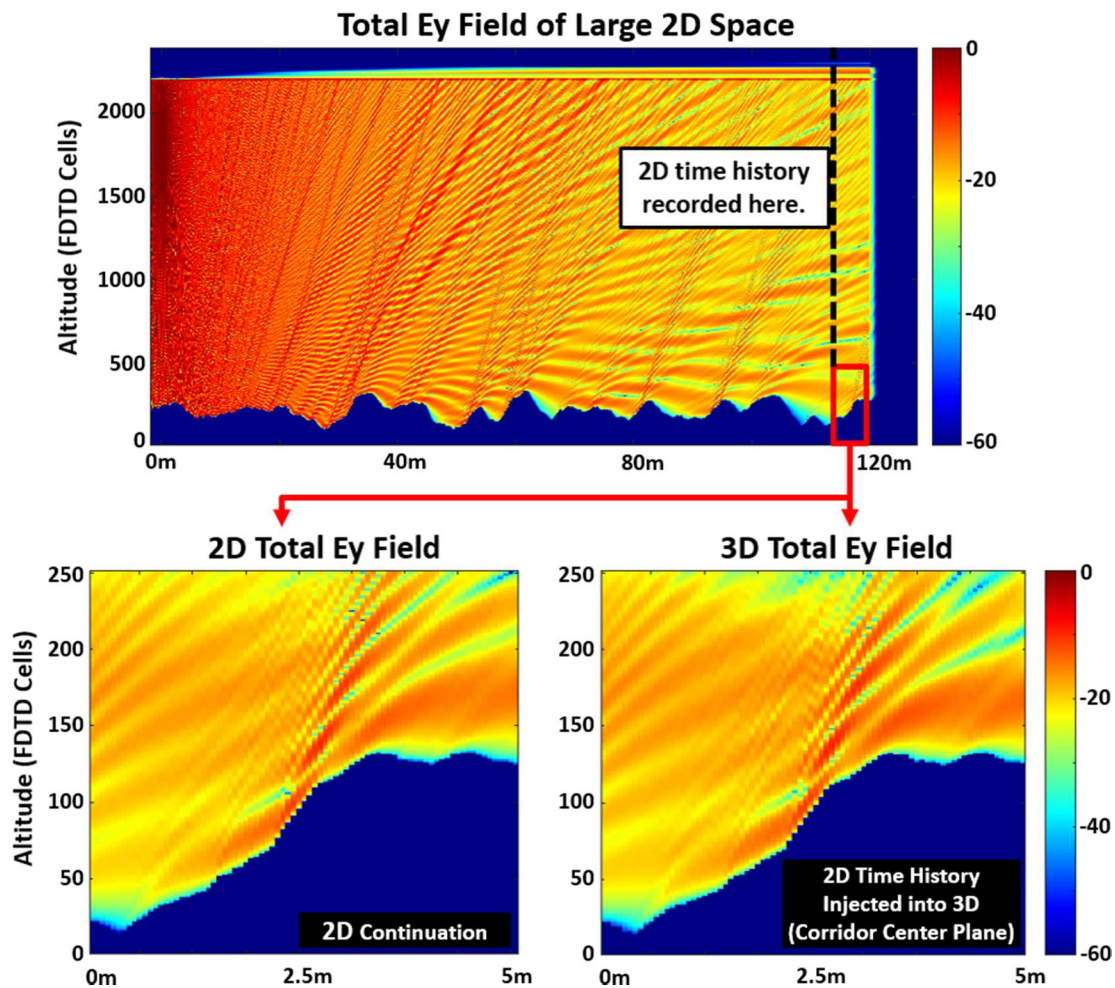 Total Ey Field of Large 2D Space
Altitude (FDTD Cells)
2000
1500
1000
500
0
2D time history
recorded here.
0
-20
-40
-60
0m
40m
80m
120m
2D Total Ey Field
3D Total Ey Field
Altitude (FDTD Cells)
250
200
150
100
50
0
2D Continuation
0m
2.5m
5m
250
200
150
100
50
0
2D Time History
Injected into 3D
(Corridor Center Plane)
0m
2.5m
5m
0
-20
-40
-60